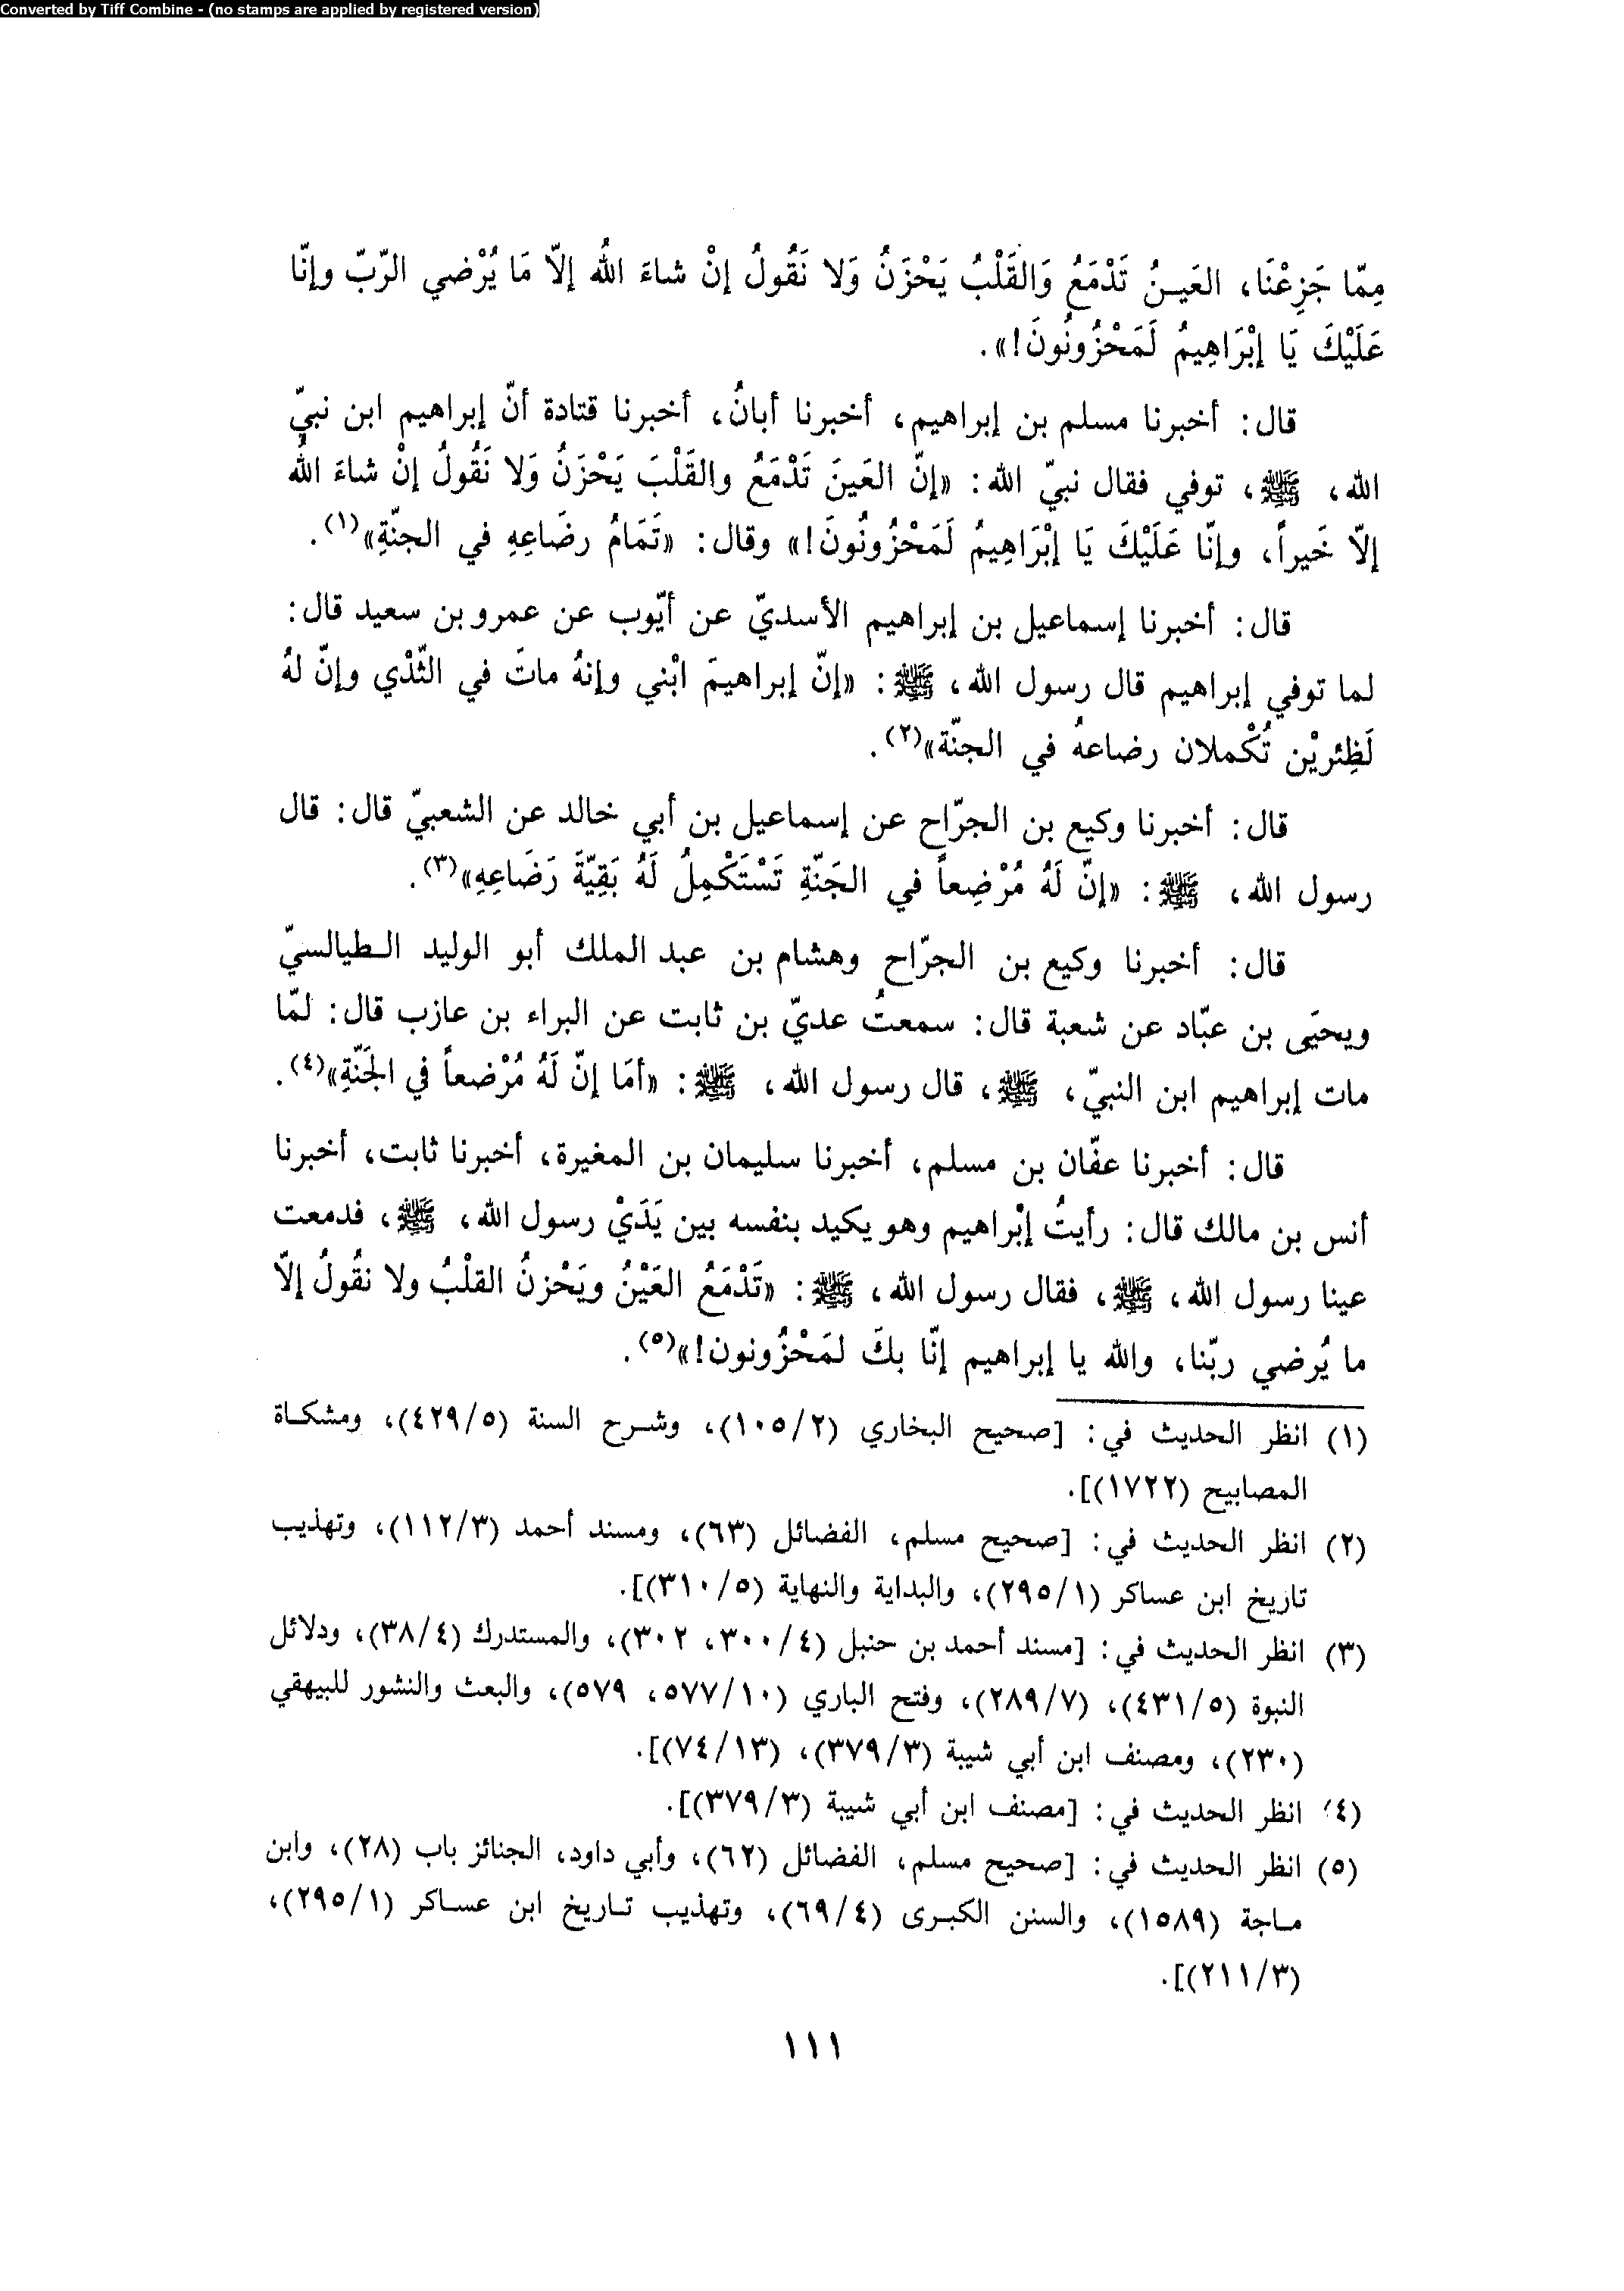 Converted by Tiff Combine - (no stamps are applied by registered version)
مِمّا جَزِعْنَا، العَيـنُ تَدْمَعُ وَالقَلْبُ يَحْزَنُ وَلا نَقُولُ إنْ شاءَ اللهُ إلاّ مَا يُرْضي الرّبّ وإنّا
عَلَيْكَ يَا إبْرَاهِيمُ لَمَحْزُونُونَ!».
قال: أخبرنا مسلم بن إبراهيم، أخبرنا أبانُ، أخبرنا قتادة أنّ إبراهيم ابن نبيّ
الله، ﷺ، توفي فقال نبيّ الله: «إنّ العَينَ تَدْمَعُ والقَلْبَ يَحْزَنُ وَلا نَقُولُ إنْ شاءَ اللهُ
إلاّ خَيراً، وإنّا عَلَيْكَ يَا إبْرَاهِيمُ لَمَحْزُونُونَ!» وقال: «تَمَامُ رضَاعِهِ في الجنّةِ»(١).
قال: أخبرنا إسماعيل بن إبراهيم الأسديّ عن أيّوب عن عمرو بن سعيد قال:
لما توفي إبراهيم قال رسول الله، ﷺ: «إنّ إبراهيمَ ابْني وإنهُ ماتَ في الثّدْي وإنّ لهُ
لَظِئريْن تُكْملان رضاعهُ في الجنّة»(٢).
قال: أخبرنا وكيع بن الجرّاح عن إسماعيل بن أبي خالد عن الشعبيّ قال: قال
رسول الله، ﷺ: «إنّ لَهُ مُرْضِعاً في الجَنّةِ تَسْتَكْمِلُ لَهُ بَقِيّةَ رَضَاعِهِ»(٣).
قال: أخبرنا وكيع بن الجرّاح وهشام بن عبد الملك أبو الوليد الـطيالسيّ
ويحيَى بن عبّاد عن شعبة قال: سمعتُ عديّ بن ثابت عن البراء بن عازب قال: لمّا
مات إبراهيم ابن النبيّ، ﷺ، قال رسول الله، ﷺ: «أمَا إنّ لَهُ مُرْضعاً في الجَنّةِ»(٤).
قال: أخبرنا عفّان بن مسلم، أخبرنا سليمان بن المغيرة، أخبرنا ثابت، أخبرنا
أنس بن مالك قال: رأيتُ إبْراهيم وهو يكيد بنفسه بين يَدَيْ رسول الله، ﷺ، فدمعت
عينا رسول الله، ﷺ، فقال رسول الله، ﷺ: «تَدْمَعُ العَيْنُ ويَحْزنُ القلْبُ ولا نقُولُ إلاّ
ما يُرضي ربّنا، والله يا إبراهيم إنّا بكَ لمَحْزُونون!»(٥).
(١) انظر الحديث في: [صحيح البخاري (١٠٥/٢)، وشـرح السنة (٤٢٩/٥)، ومشكـاة
المصابيح (١٧٢٢)].
(٢) انظر الحديث في: [صحيح مسلم، الفضائل (٦٣)، ومسند أحمد (١١٢/٣)، وتهذيب
تاريخ ابن عساكر (٢٩٥/١)، والبداية والنهاية (٣١٠/٥)].
(٣) انظر الحديث في: [مسند أحمد بن حنبل (٣٠٠/٤، ٣٠٢)، والمستدرك (٣٨/٤)، ودلائل
النبوة (٤٣١/٥)، (٢٨٩/٧)، وفتح الباري (٥٧٧/١٠، ٥٧٩)، والبعث والنشور للبيهقي
(٢٣٠)، ومصنف ابن أبي شيبة (٣٧٩/٣)، (٧٤/١٣)].
(٤) انظر الحديث في: [مصنف ابن أبي شيبة (٣٧٩/٣)].
(٥) انظر الحديث في: [صحيح مسلم، الفضائل (٦٢)، وأبي داود، الجنائز باب (٢٨)، وابن
مـاجة (١٥٨٩)، والسنن الكبـرى (٦٩/٤)، وتهذيب تـاريخ ابن عسـاكر (٢٩٥/١)،
(٢١١/٣)].
١١١